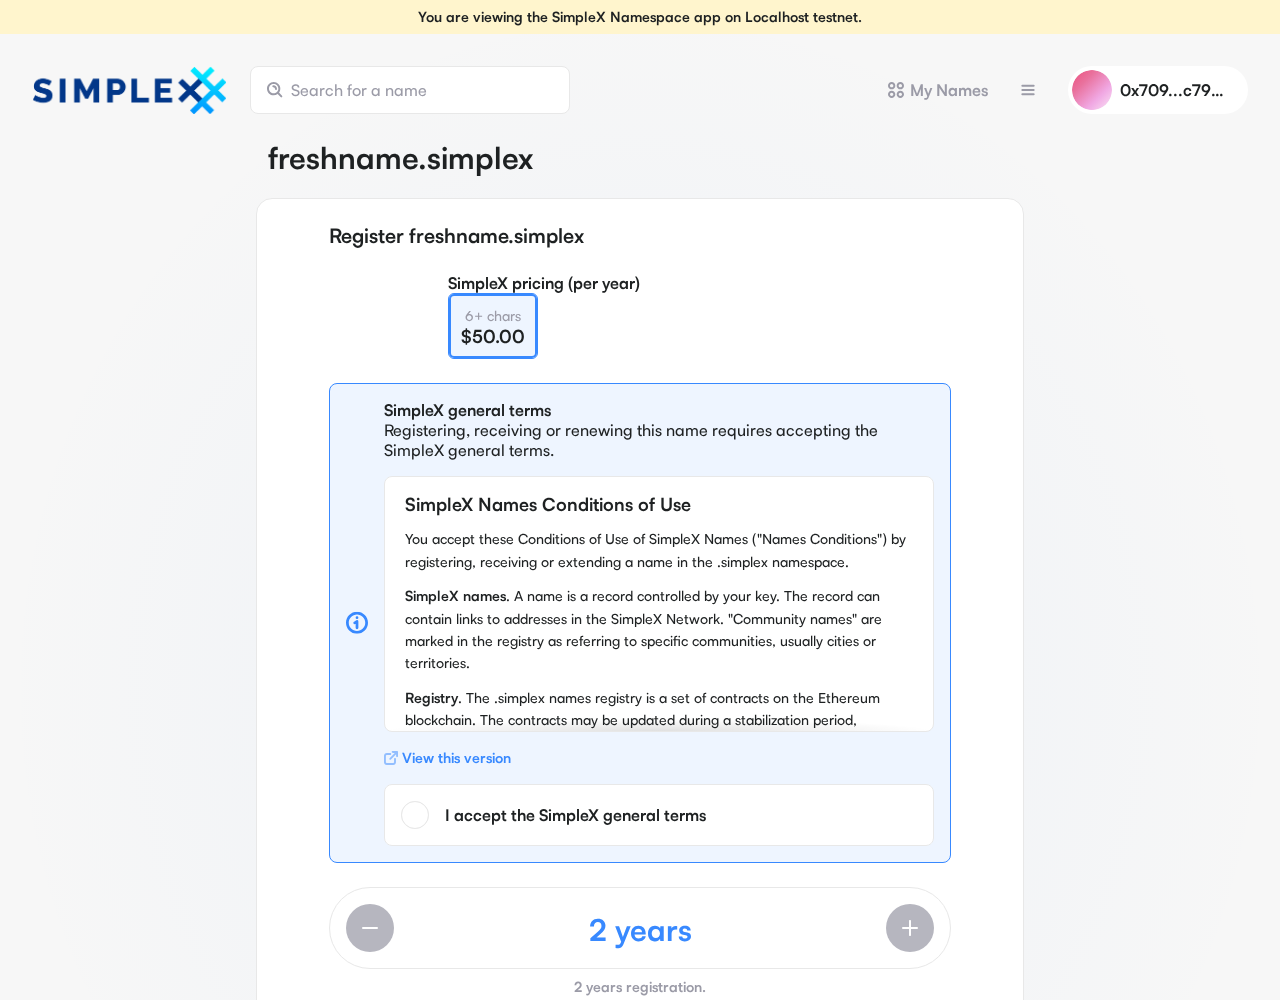 You are viewing the SimpleX Namespace app on Localhost testnet.
SIMPLEX
Search for a name
My Names
0x709...c79...
freshname.simplex
Register freshname.simplex
SimpleX pricing (per year)
6+ chars
$50.00
SimpleX general terms
Registering, receiving or renewing this name requires accepting the
SimpleX general terms.
SimpleX Names Conditions of Use
You accept these Conditions of Use of SimpleX Names ("Names Conditions") by
registering, receiving or extending a name in the .simplex namespace.
SimpleX names. A name is a record controlled by your key. The record can
contain links to addresses in the SimpleX Network. "Community names" are
marked in the registry as referring to specific communities, usually cities or
territories.
Registry. The .simplex names registry is a set of contracts on the Ethereum
blockchain. The contracts may be updated during a stabilization period,
View this version
I accept the SimpleX general terms
2 years
2 years registration.